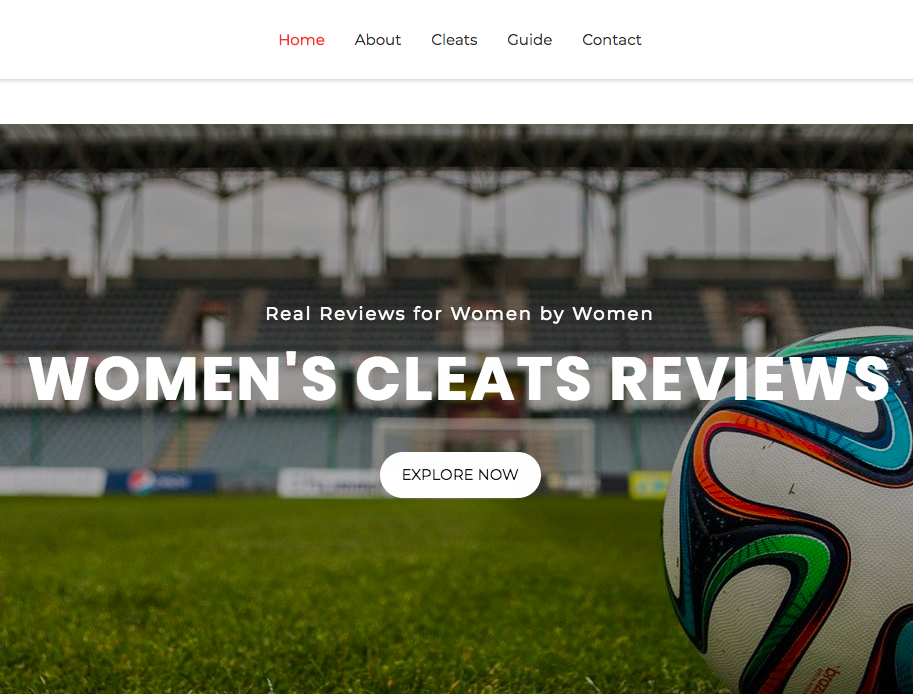 Home About Cleats Guide Contact
Real Reviews for Women by Women
WOMEN'S CLEATS REVIEWS
EXPLORE NOW